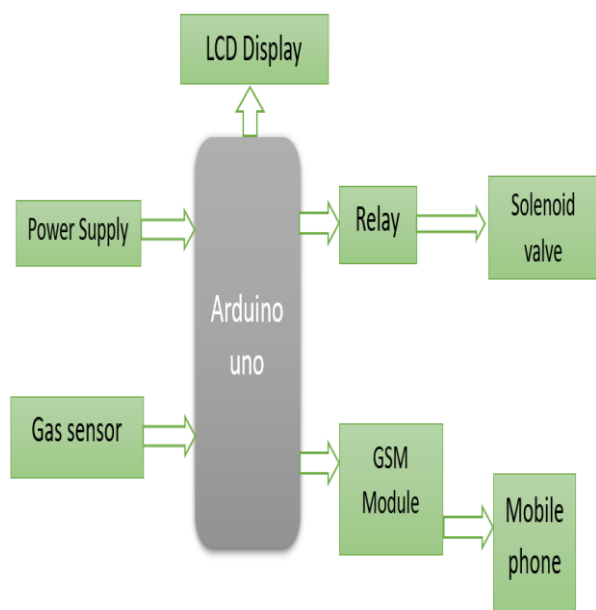 LCD Display
Power Supply
Arduino
uno
Relay
Solenoid
valve
Gas sensor
GSM
Module
Mobile
phone